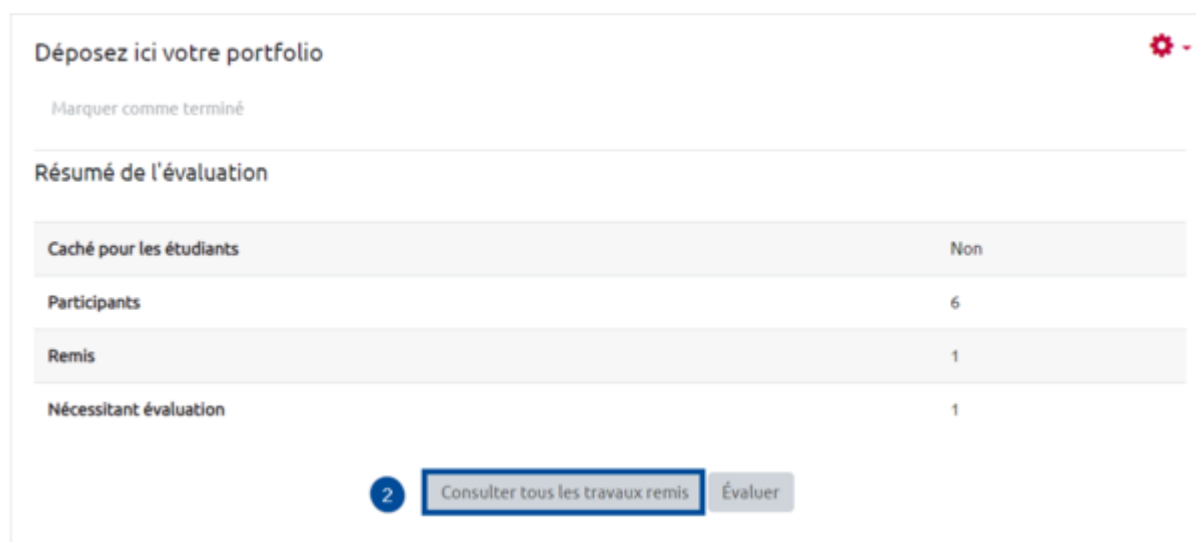 Déposez ici votre portfolio
Marquer comme terminé
Résumé de l'évaluation
Caché pour les étudiants Non
Participants 6
Remis 1
Nécessitant évaluation 1
2 Consulter tous les travaux remis Évaluer